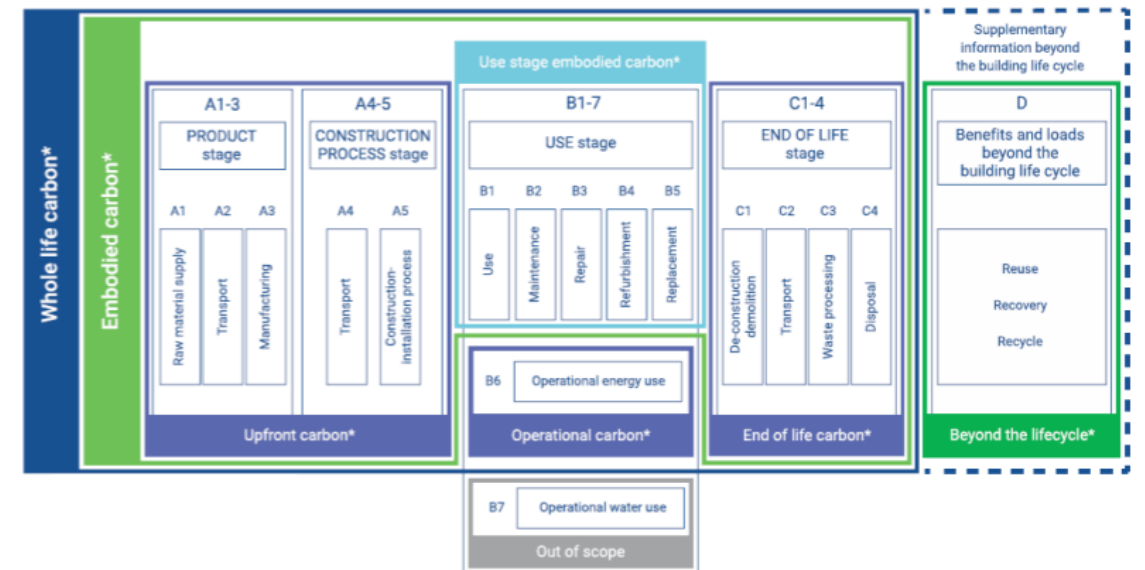 Whole life carbon*
Embodied carbon*
A1-3
PRODUCT
stage
A1
A2
A3
Raw material supply
Transport
Manufacturing
A4-5
CONSTRUCTION
PROCESS stage
A4
A5
Transport
Construction-
installation process
Upfront carbon*
Use stage embodied carbon*
B1-7
USE stage
B1
B2
B3
B4
B5
Use
Maintenance
Repair
Refurbishment
Replacement
B6
Operational energy use
Operational carbon*
B7
Operational water use
Out of scope
C1-4
END OF LIFE
stage
C1
C2
C3
C4
De-construction
demolition
Transport
Waste processing
Disposal
End of life carbon*
Supplementary
information beyond
the building life cycle
D
Benefits and loads
beyond the
building life cycle
Reuse
Recovery
Recycle
Beyond the lifecycle*